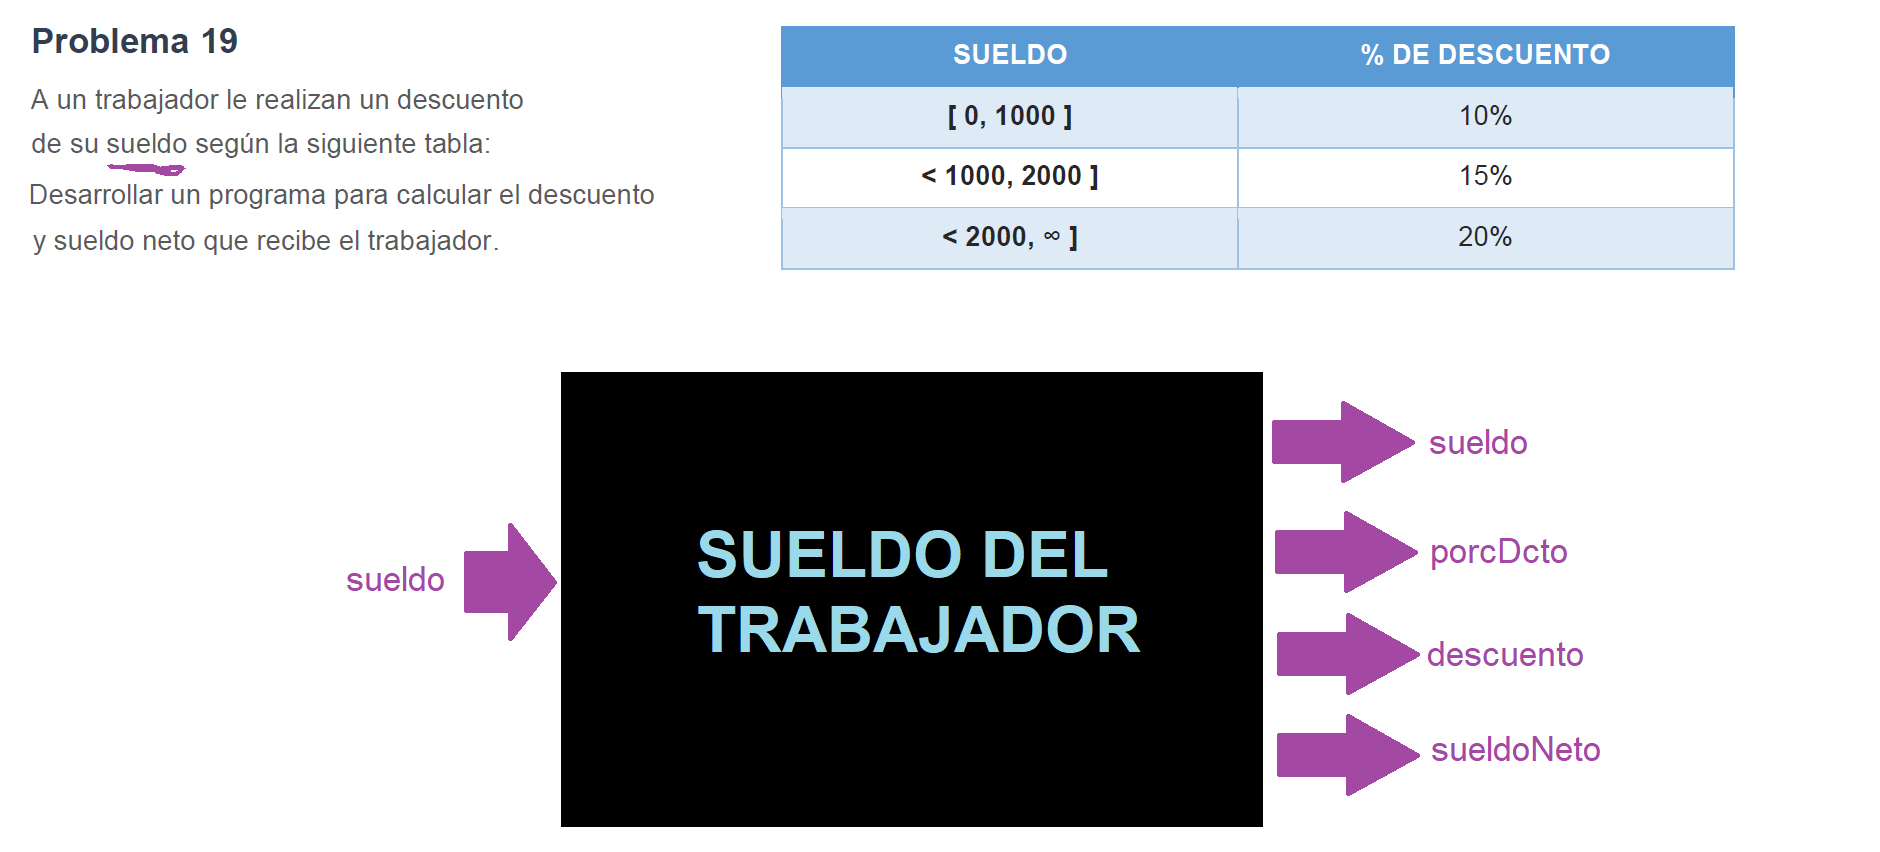 Problema 19
A un trabajador le realizan un descuento
de su sueldo según la siguiente tabla:
Desarrollar un programa para calcular el descuento
y sueldo neto que recibe el trabajador.
SUELDO % DE DESCUENTO
[ 0, 1000 ] 10%
< 1000, 2000 ] 15%
< 2000, ∞ ] 20%
sueldo
SUELDO DEL
TRABAJADOR
sueldo
porcDcto
descuento
sueldoNeto